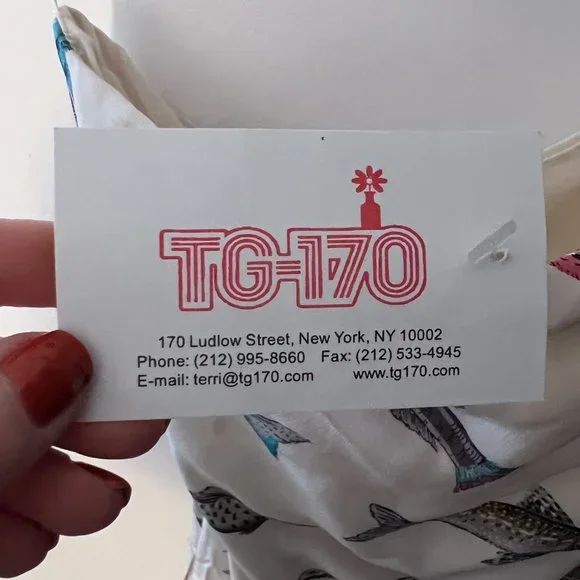 TG-170
170 Ludlow Street, New York, NY 10002
Phone: (212) 995-8660 Fax: (212) 533-4945
E-mail: terri@tg170.com www.tg170.com